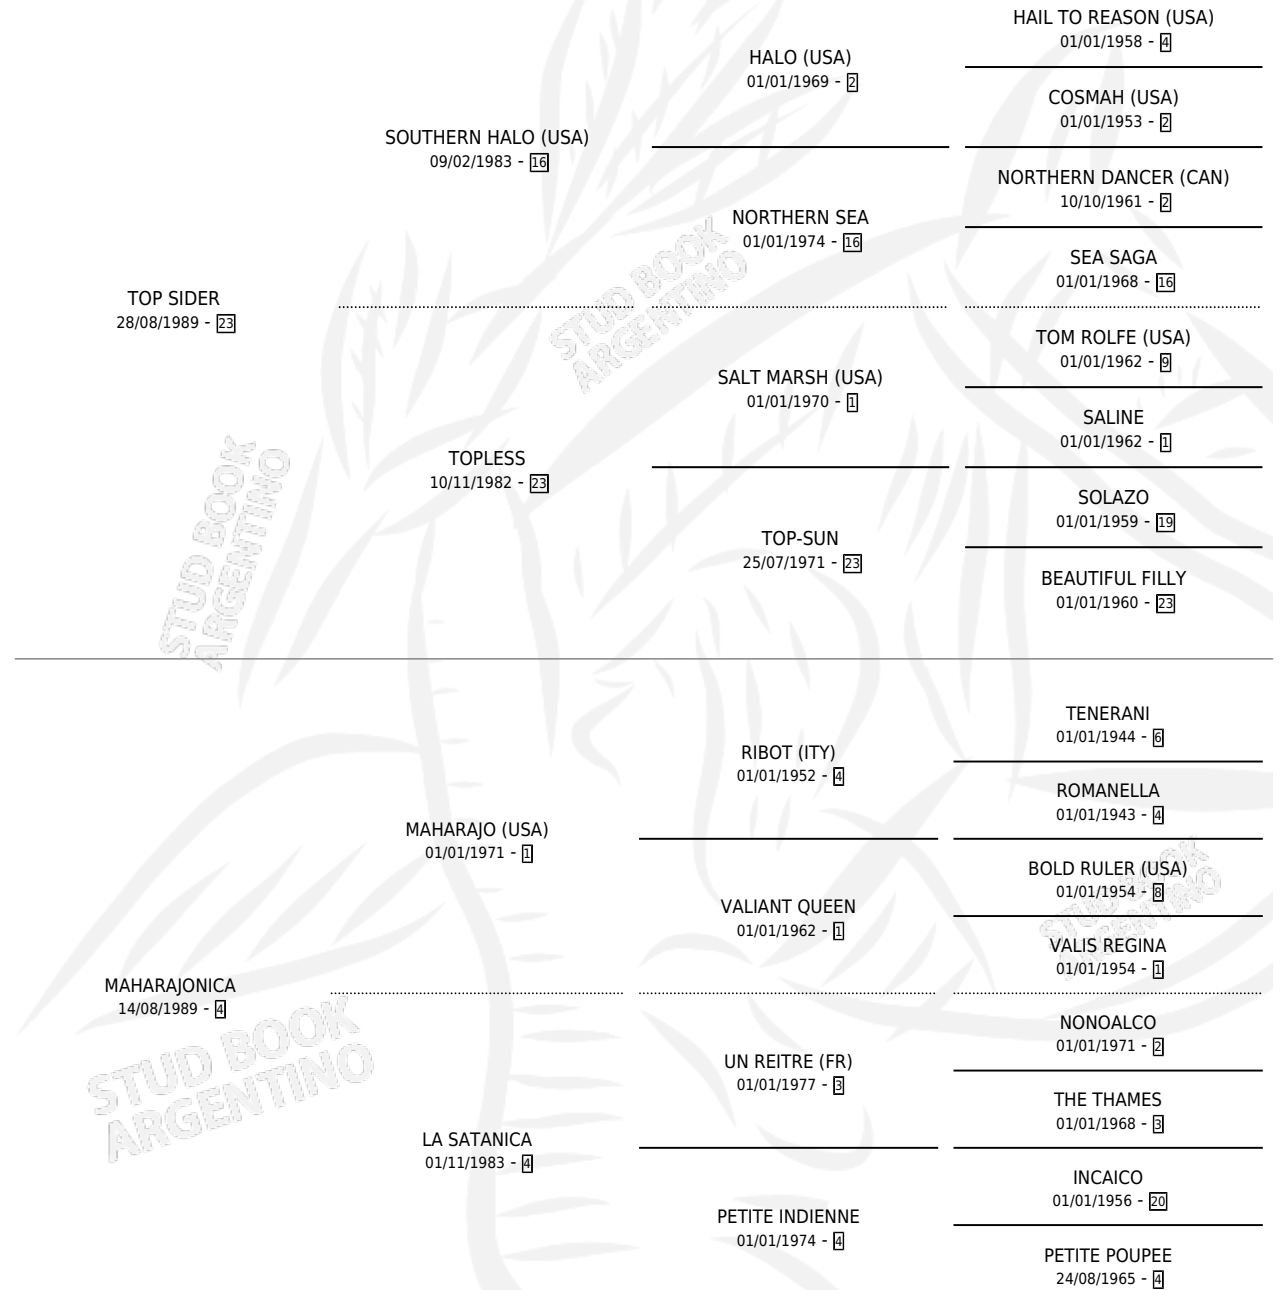 HAIL TO REASON (USA)
01/01/1958 - 4
HALO (USA)
01/01/1969 - 2
COSMAH (USA)
01/01/1953 - 2
SOUTHERN HALO (USA)
09/02/1983 - 16
NORTHERN DANCER (CAN)
10/10/1961 - 2
NORTHERN SEA
01/01/1974 - 16
SEA SAGA
01/01/1968 - 16
TOP SIDER
28/08/1989 - 23
STUD BOOK
ARGENTINO
TOM ROLFE (USA)
01/01/1962 - 9
SALT MARSH (USA)
01/01/1970 - 1
SALINE
01/01/1962 - 1
TOPLESS
10/11/1982 - 23
SOLAZO
01/01/1959 - 19
TOP-SUN
25/07/1971 - 23
BEAUTIFUL FILLY
01/01/1960 - 23
STUD BOOK
ARGENTINO
TENERANI
01/01/1944 - 6
RIBOT (ITY)
01/01/1952 - 4
ROMANELLA
01/01/1943 - 4
MAHARAJO (USA)
01/01/1971 - 1
BOLD RULER (USA)
01/01/1954 - 8
VALIANT QUEEN
01/01/1962 - 1
VALIS REGINA
01/01/1954 - 1
STUD BOOK
ARGENTINO
MAHARAJONICA
14/08/1989 - 4
NONOALCO
01/01/1971 - 2
UN REITRE (FR)
01/01/1977 - 3
THE THAMES
01/01/1968 - 3
STUD BOOK
ARGENTINO
LA SATANICA
01/11/1983 - 4
INCAICO
01/01/1956 - 20
PETITE INDIENNE
01/01/1974 - 4
PETITE POUPEE
24/08/1965 - 4